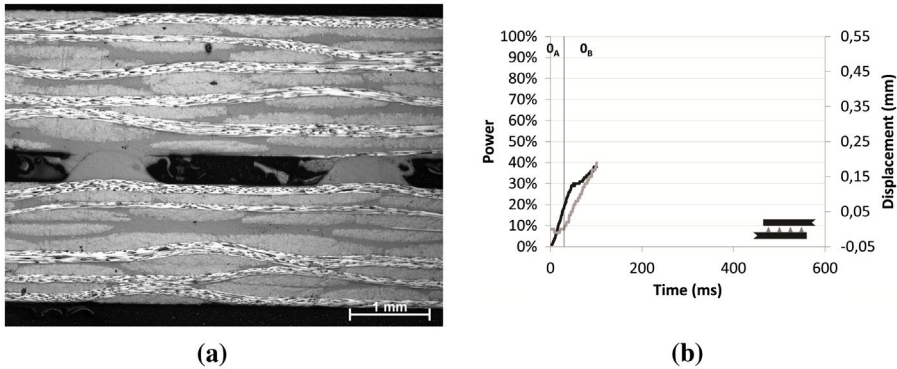 1 mm
(a)
100%
90%
80%
70%
60%
50%
40%
30%
20%
10%
0%
Power
0A 0B
0,55
0,45
0,35
0,25
0,15
0,05
-0,05
Displacement (mm)
0 200 400 600
Time (ms)
(b)